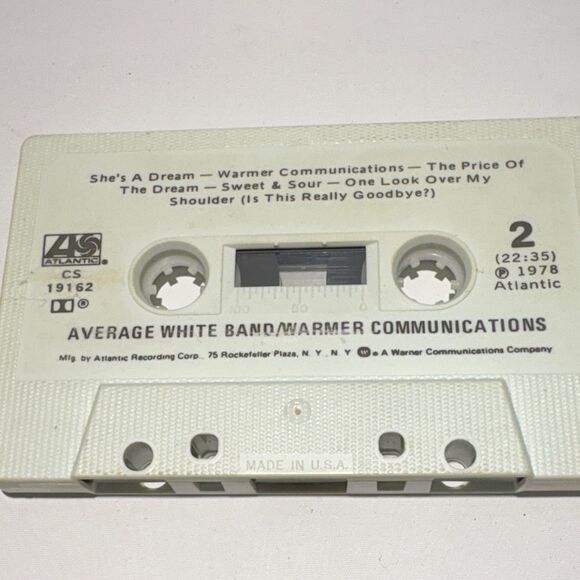 She's A Dream — Warmer Communications — The Price Of
The Dream — Sweet & Sour — One Look Over My
Shoulder (Is This Really Goodbye?)
ATLANTIC®
CS
19162
®
2
(22:35)
℗ 1978
Atlantic
100 50 0
AVERAGE WHITE BAND/WARMER COMMUNICATIONS
Mfg. by Atlantic Recording Corp., 75 Rockefeller Plaza, N. Y., N. Y. ● A Warner Communications Company
MADE IN U.S.A.